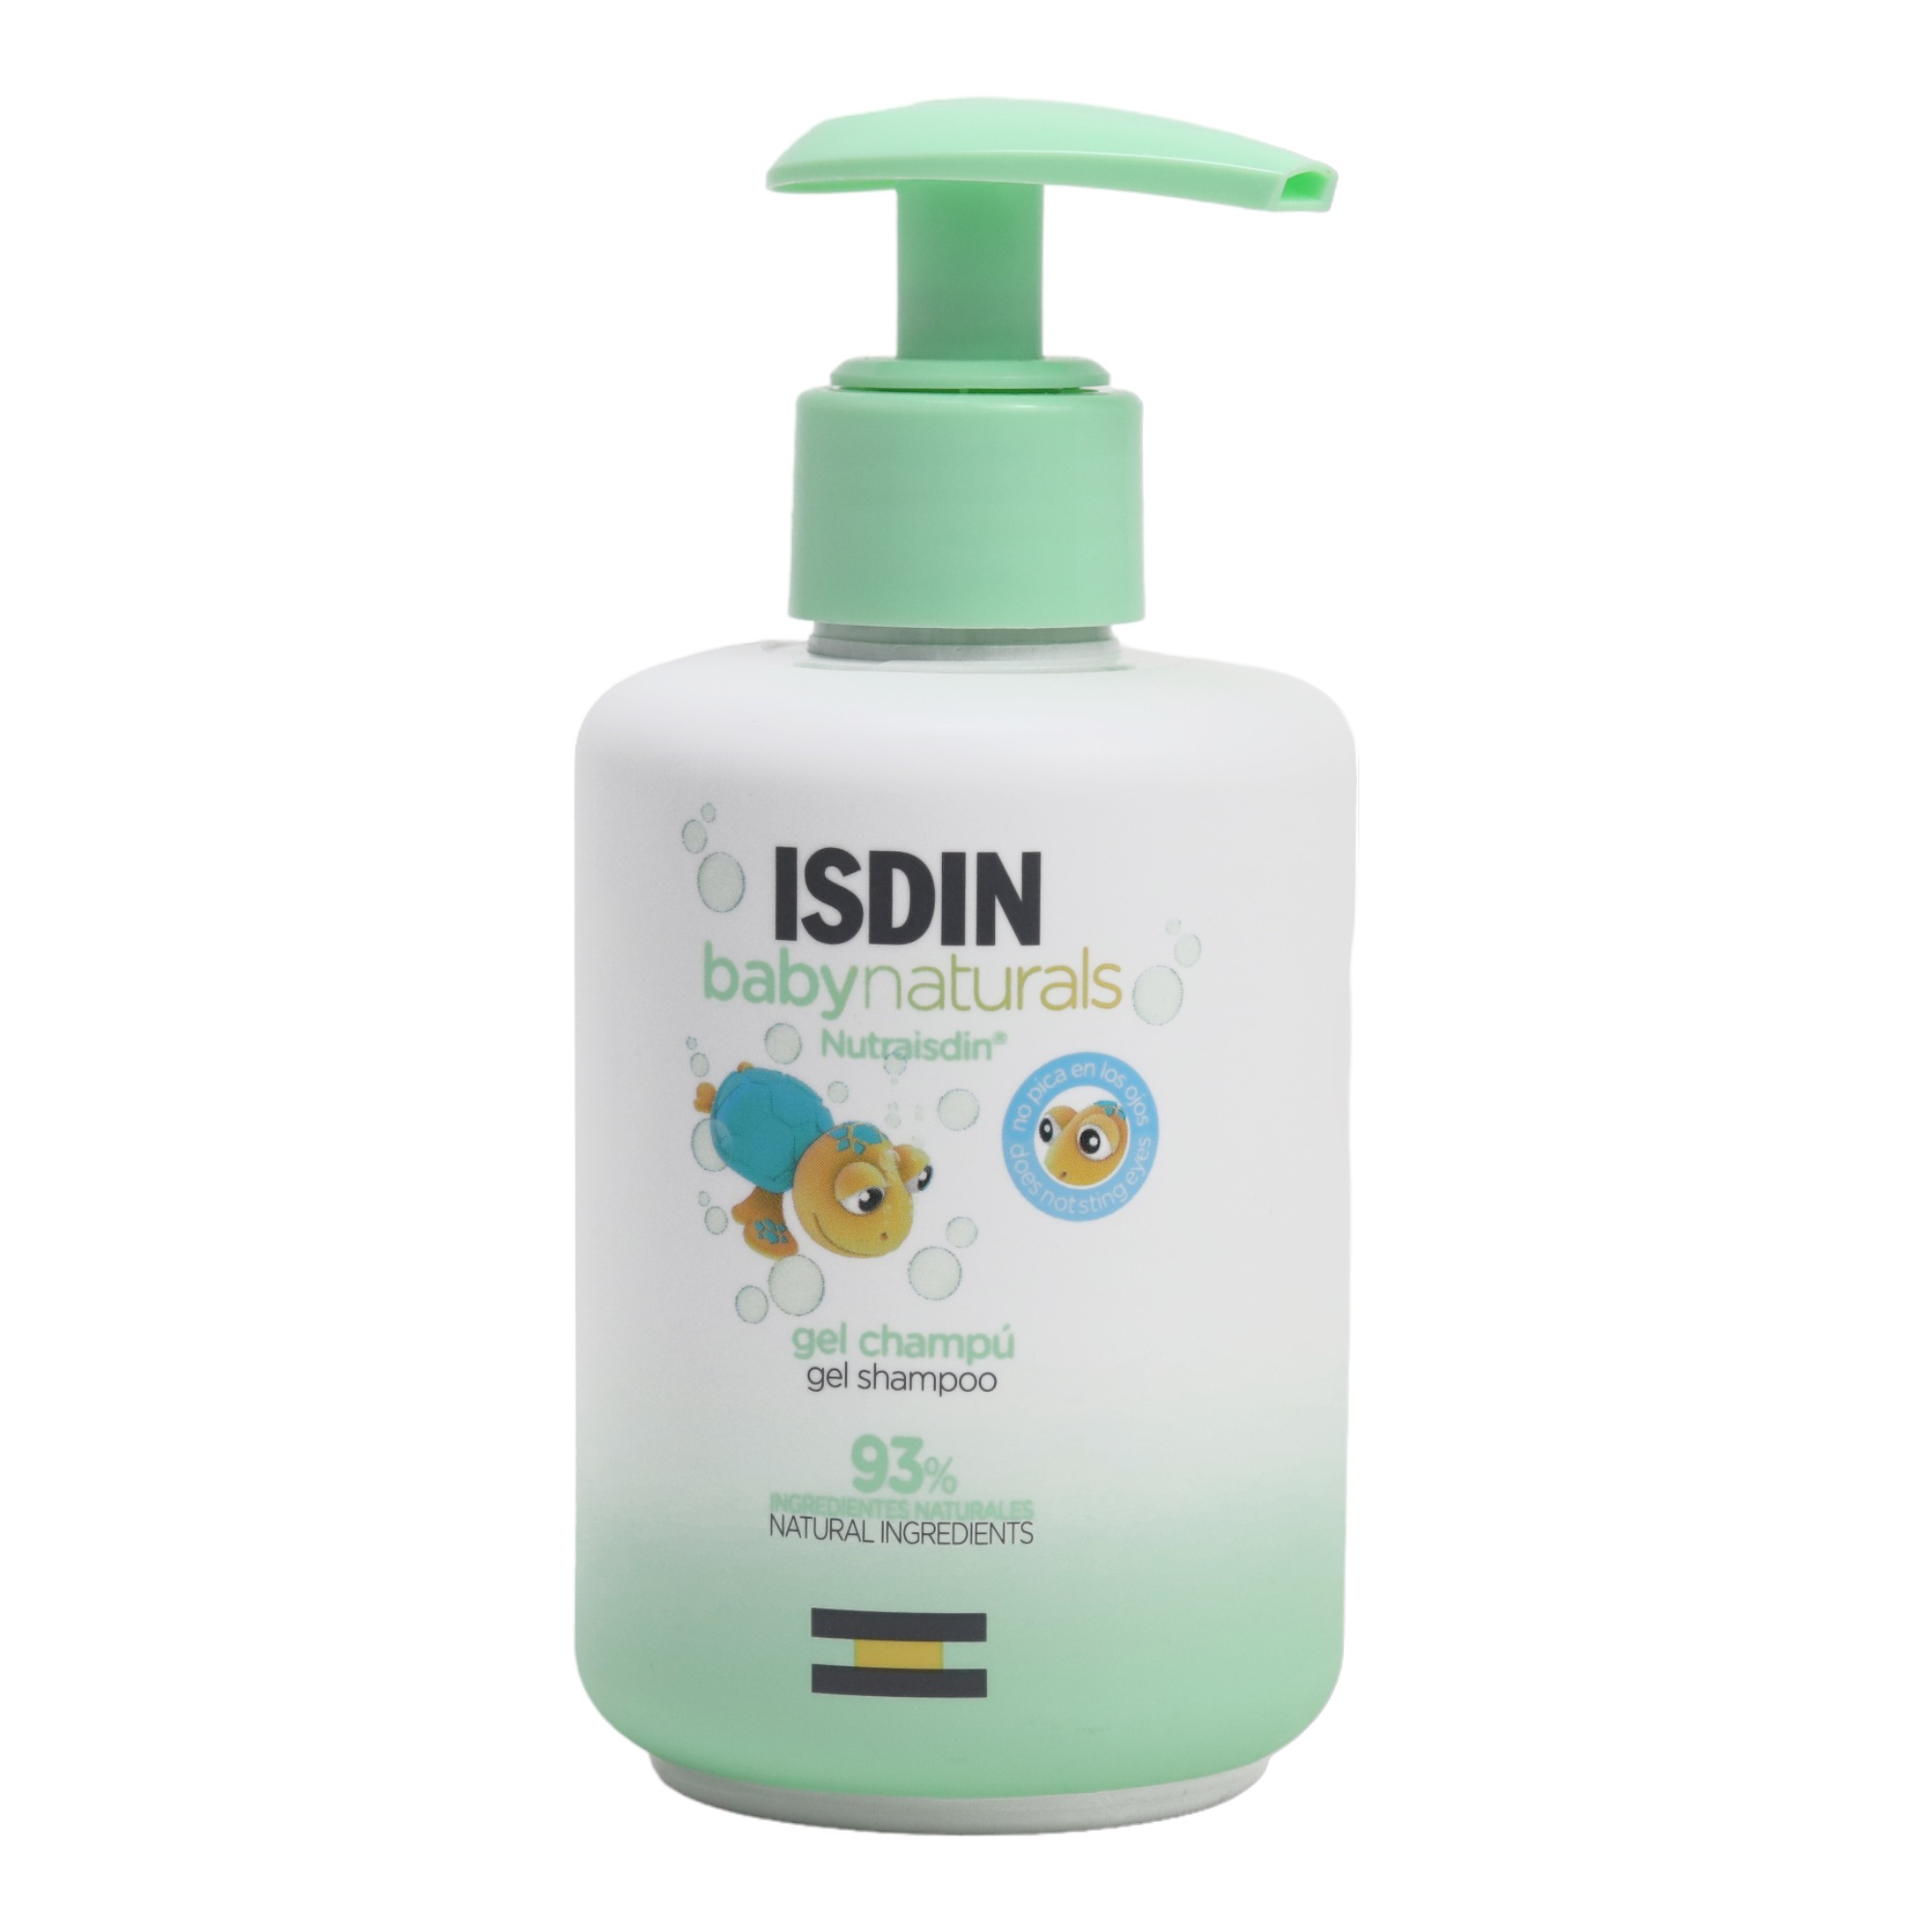 ISDIN
babynaturals
Nutraisdin®
no pica en los ojos
does not sting eyes
gel champú
gel shampoo
93%
INGREDIENTES NATURALES
NATURAL INGREDIENTS